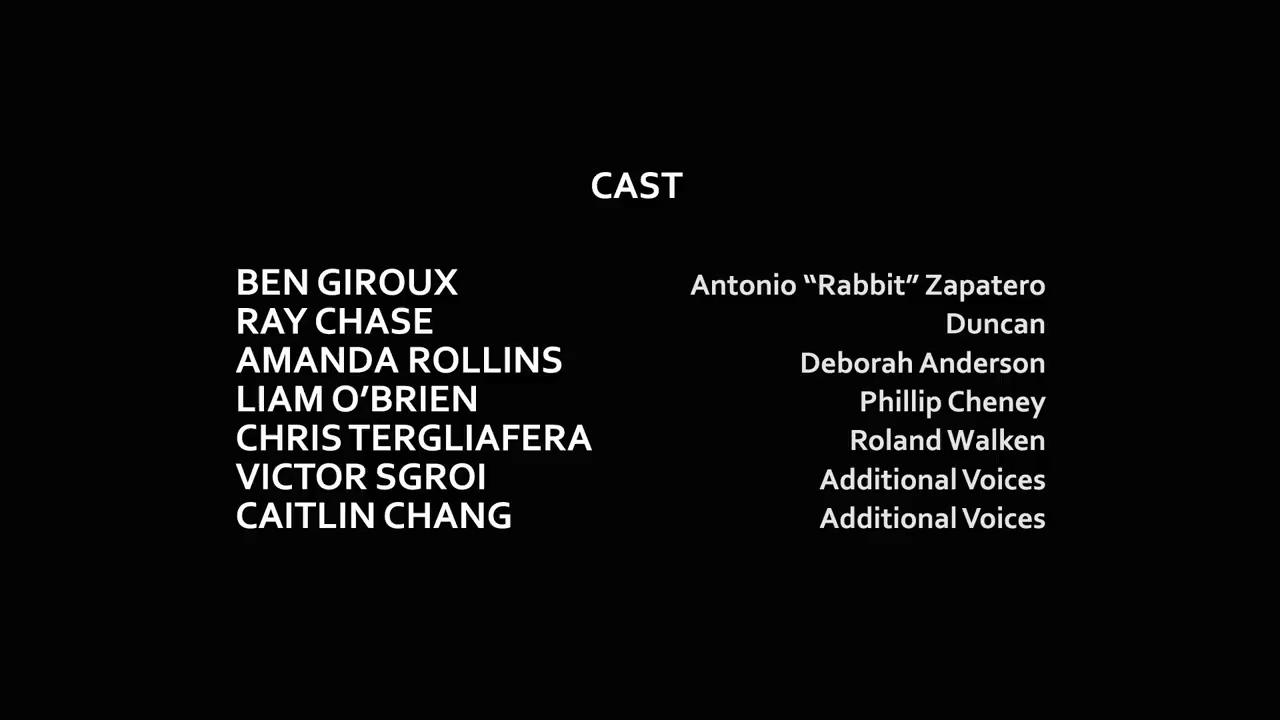 CAST
BEN GIROUX Antonio “Rabbit” Zapatero
RAY CHASE Duncan
AMANDA ROLLINS Deborah Anderson
LIAM O’BRIEN Phillip Cheney
CHRIS TERGLIAFERA Roland Walken
VICTOR SGROI Additional Voices
CAITLIN CHANG Additional Voices